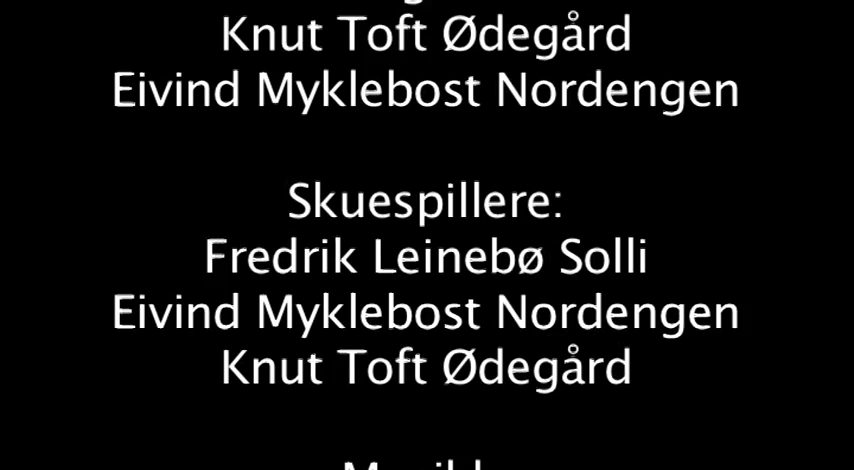 Knut Toft Ødegård
Eivind Myklebost Nordengen
Skuespillere:
Fredrik Leinebø Solli
Eivind Myklebost Nordengen
Knut Toft Ødegård